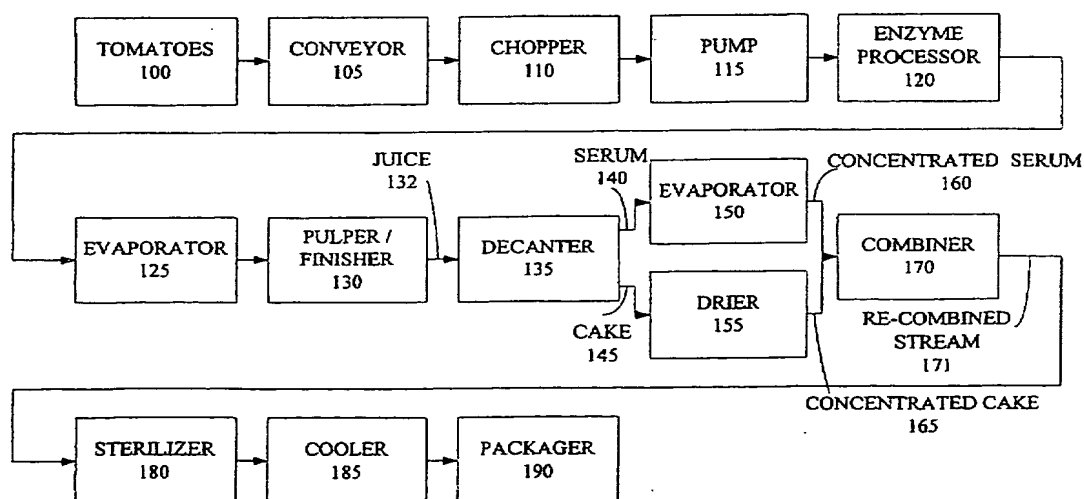 TOMATOES
100
CONVEYOR
105
CHOPPER
110
PUMP
115
ENZYME
PROCESSOR
120
JUICE
132
SERUM
140
EVAPORATOR
150
CONCENTRATED SERUM
160
EVAPORATOR
125
PULPER /
FINISHER
130
DECANTER
135
COMBINER
170
CAKE
145
DRIER
155
RE-COMBINED
STREAM
171
CONCENTRATED CAKE
165
STERILIZER
180
COOLER
185
PACKAGER
190